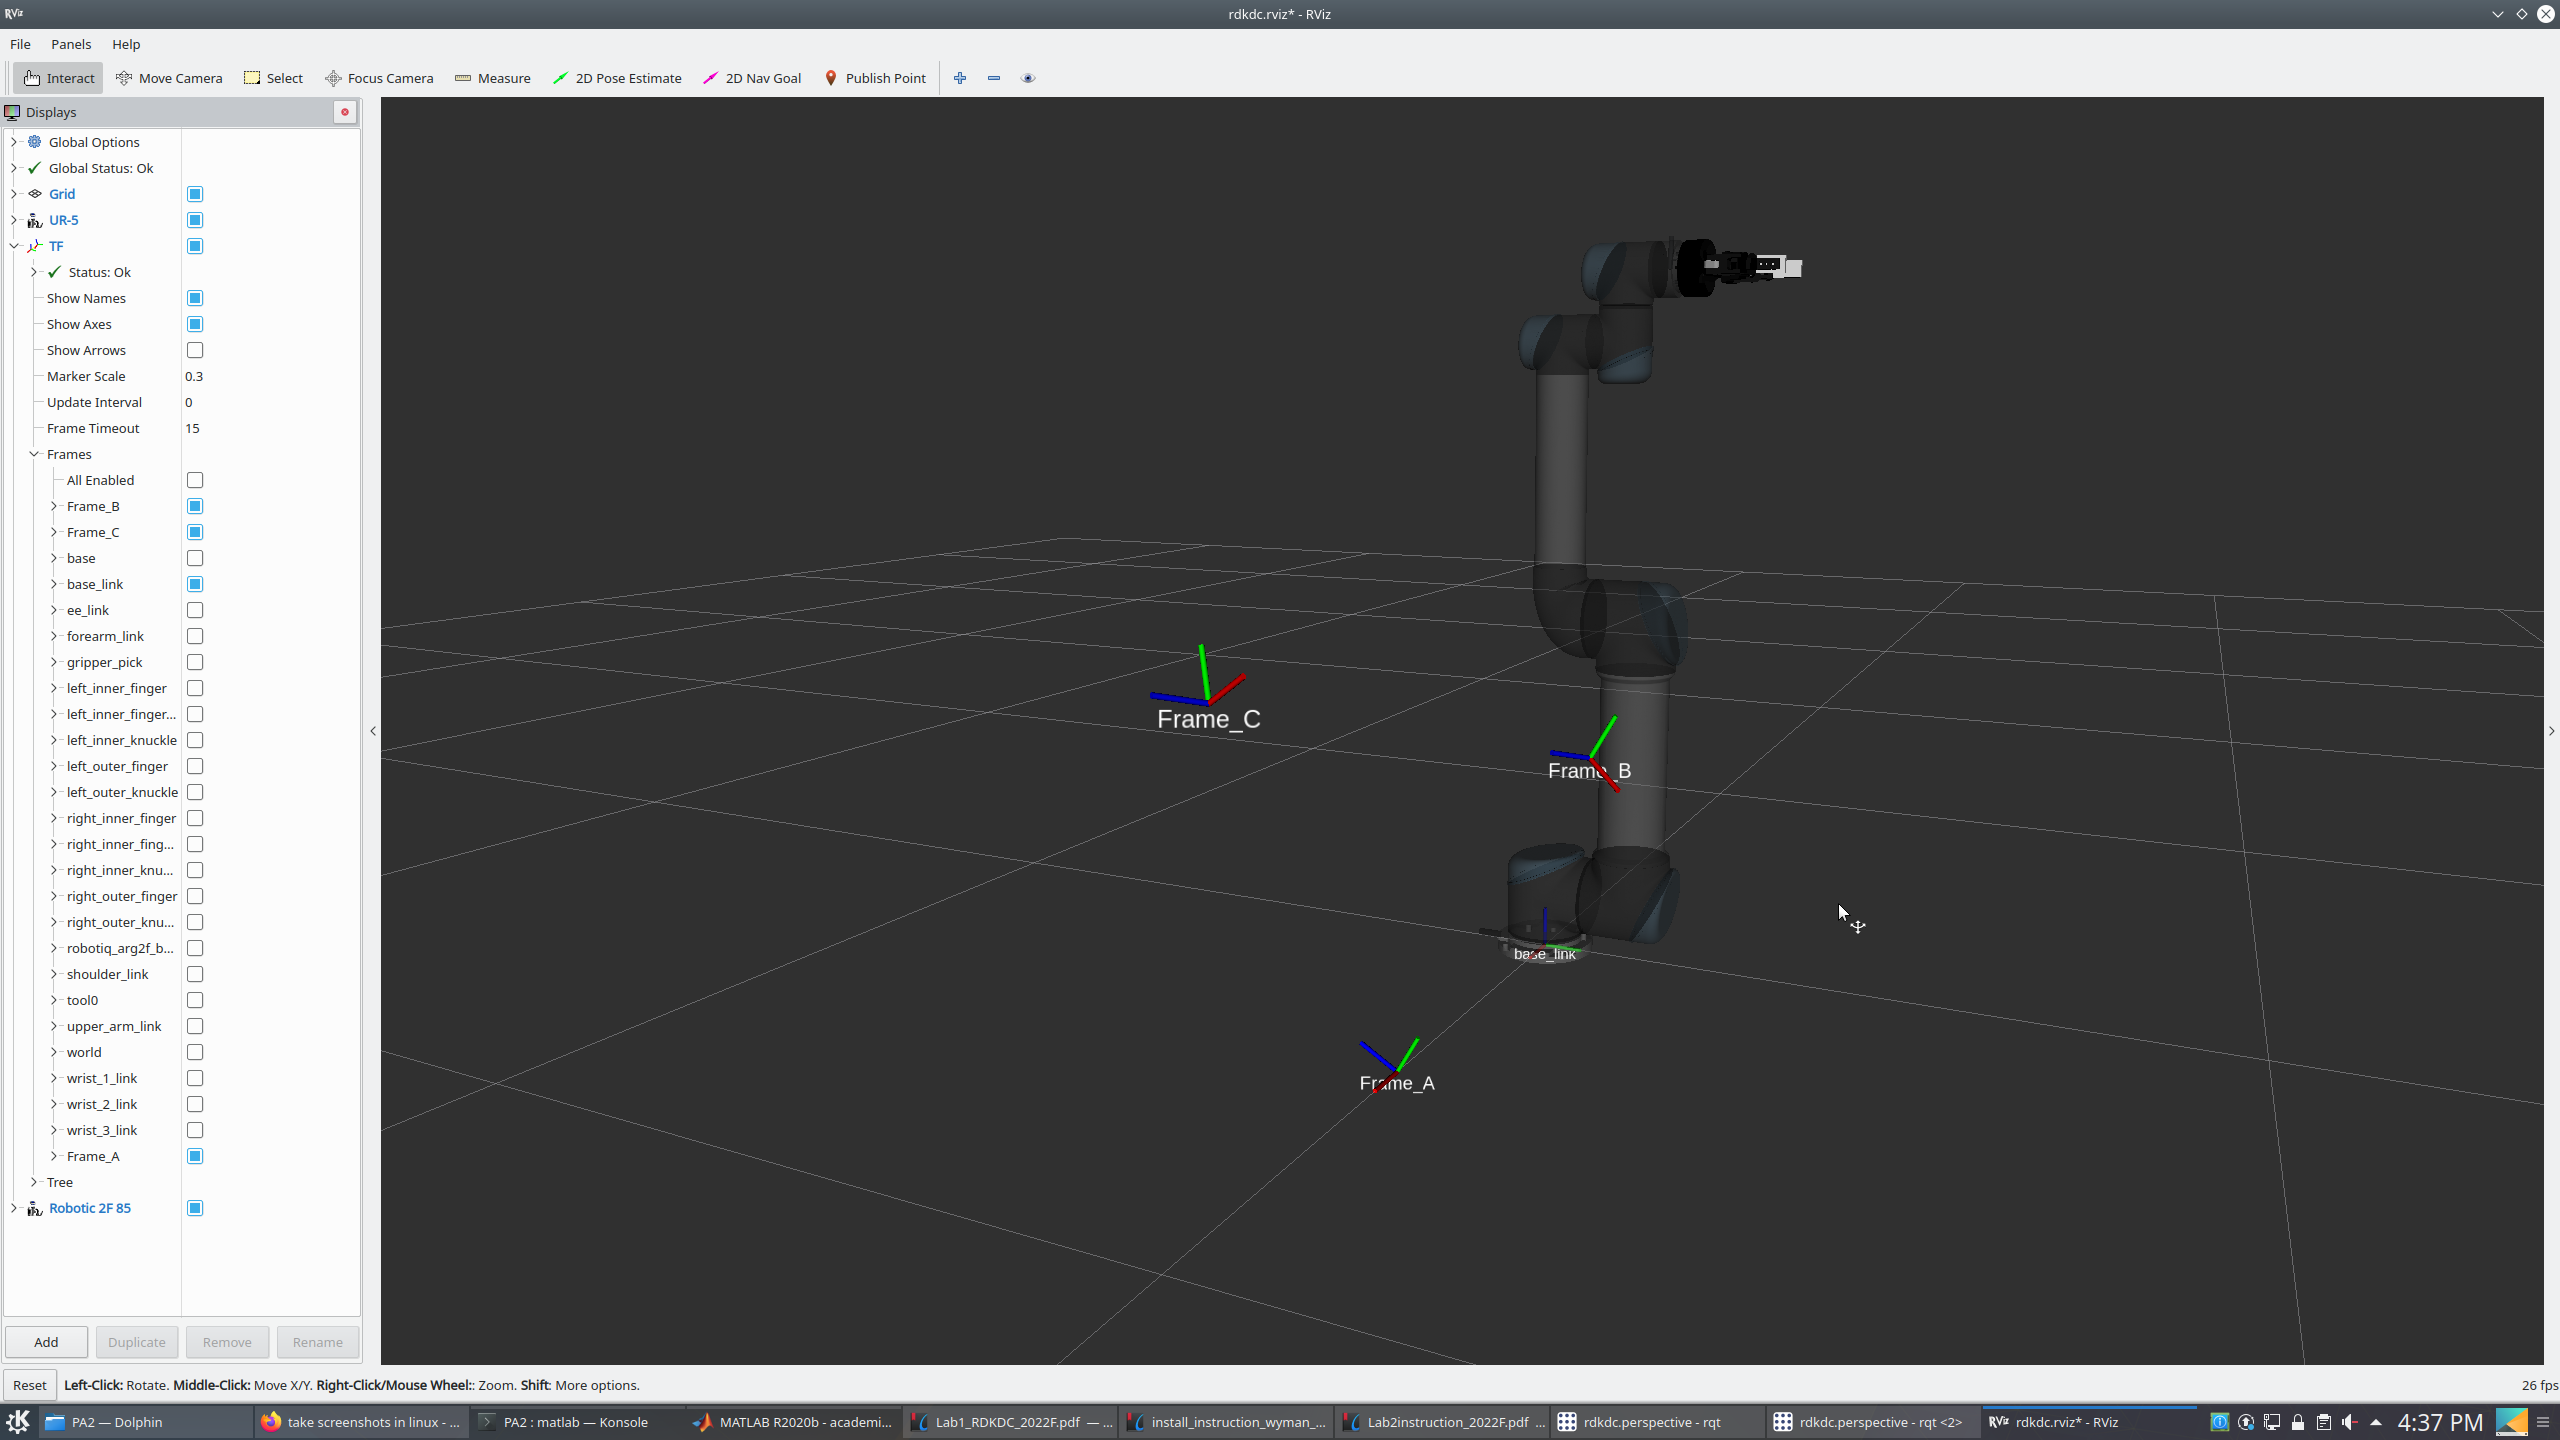 RViz
rdkdc.rviz* - RViz
File Panels Help
Interact Move Camera Select Focus Camera Measure 2D Pose Estimate 2D Nav Goal Publish Point
Displays
Global Options
Global Status: Ok
Grid
UR-5
TF
Status: Ok
Show Names
Show Axes
Show Arrows
Marker Scale 0.3
Update Interval 0
Frame Timeout 15
Frames
All Enabled
Frame_B
Frame_C
base
base_link
ee_link
forearm_link
gripper_pick
left_inner_finger
left_inner_finger...
left_inner_knuckle
left_outer_finger
left_outer_knuckle
right_inner_finger
right_inner_fing...
right_inner_knu...
right_outer_finger
right_outer_knu...
robotiq_arg2f_b...
shoulder_link
tool0
upper_arm_link
world
wrist_1_link
wrist_2_link
wrist_3_link
Frame_A
Tree
Robotic 2F 85
Add Duplicate Remove Rename
Frame_C
Frame_B
base_link
Frame_A
Reset Left-Click: Rotate. Middle-Click: Move X/Y. Right-Click/Mouse Wheel:: Zoom. Shift: More options. 26 fps
PA2 — Dolphin take screenshots in linux - ... PA2 : matlab — Konsole MATLAB R2020b - academi... Lab1_RDKDC_2022F.pdf — ... install_instruction_wyman_... Lab2instruction_2022F.pdf ... rdkdc.perspective - rqt rdkdc.perspective - rqt <2> RViz rdkdc.rviz* - RViz 4:37 PM